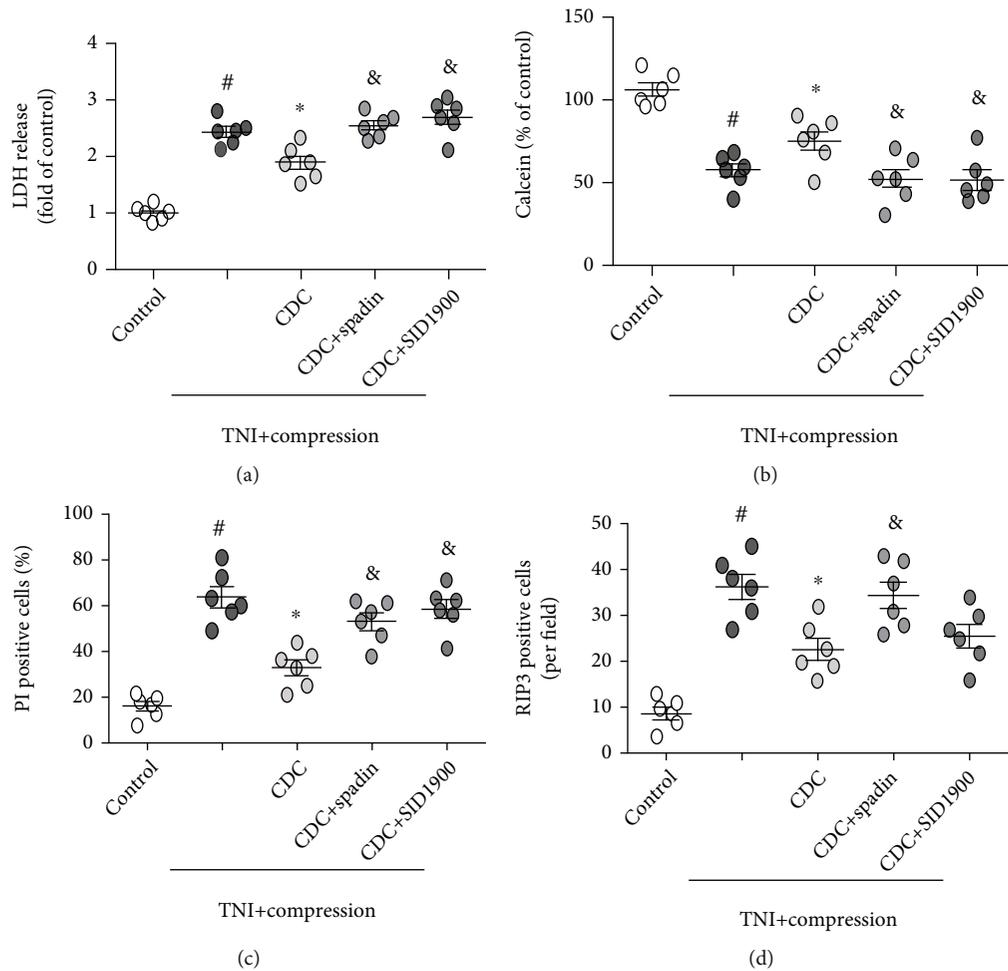 LDH release
(fold of control)
4
3
2
1
0
#
*
&
&
Control
CDC
CDC+spadin
CDC+SID1900
TNI+compression
(a)
Calcein (% of control)
150
100
50
0
#
*
&
&
Control
CDC
CDC+spadin
CDC+SID1900
TNI+compression
(b)
PI positive cells (%)
100
80
60
40
20
0
#
*
&
&
Control
CDC
CDC+spadin
CDC+SID1900
TNI+compression
(c)
RIP3 positive cells
(per field)
50
40
30
20
10
0
#
*
&
Control
CDC
CDC+spadin
CDC+SID1900
TNI+compression
(d)